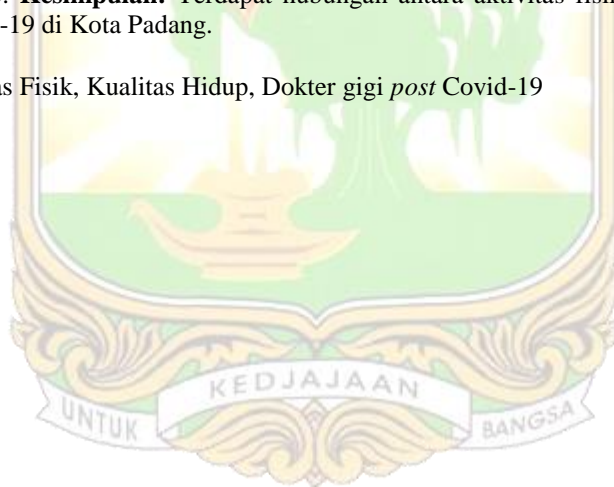 Kesimpulan: Terdapat hubungan antara aktivitas fisi
-19 di Kota Padang.
as Fisik, Kualitas Hidup, Dokter gigi post Covid-19
UNTUK KEDJAJAAN BANGSA